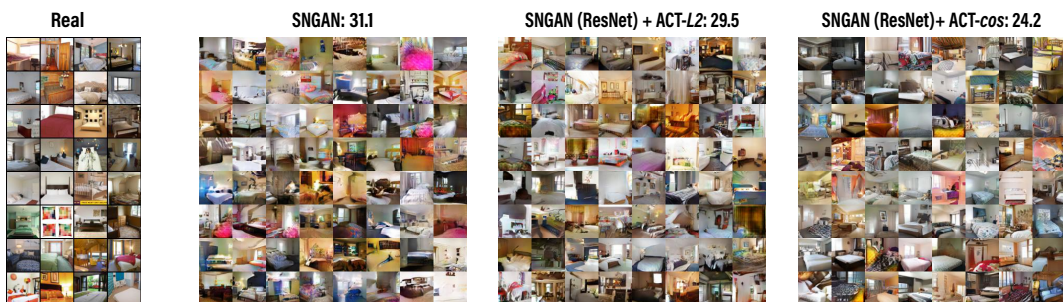 Real
SNGAN: 31.1
SNGAN (ResNet) + ACT-L2: 29.5
SNGAN (ResNet)+ ACT-cos: 24.2